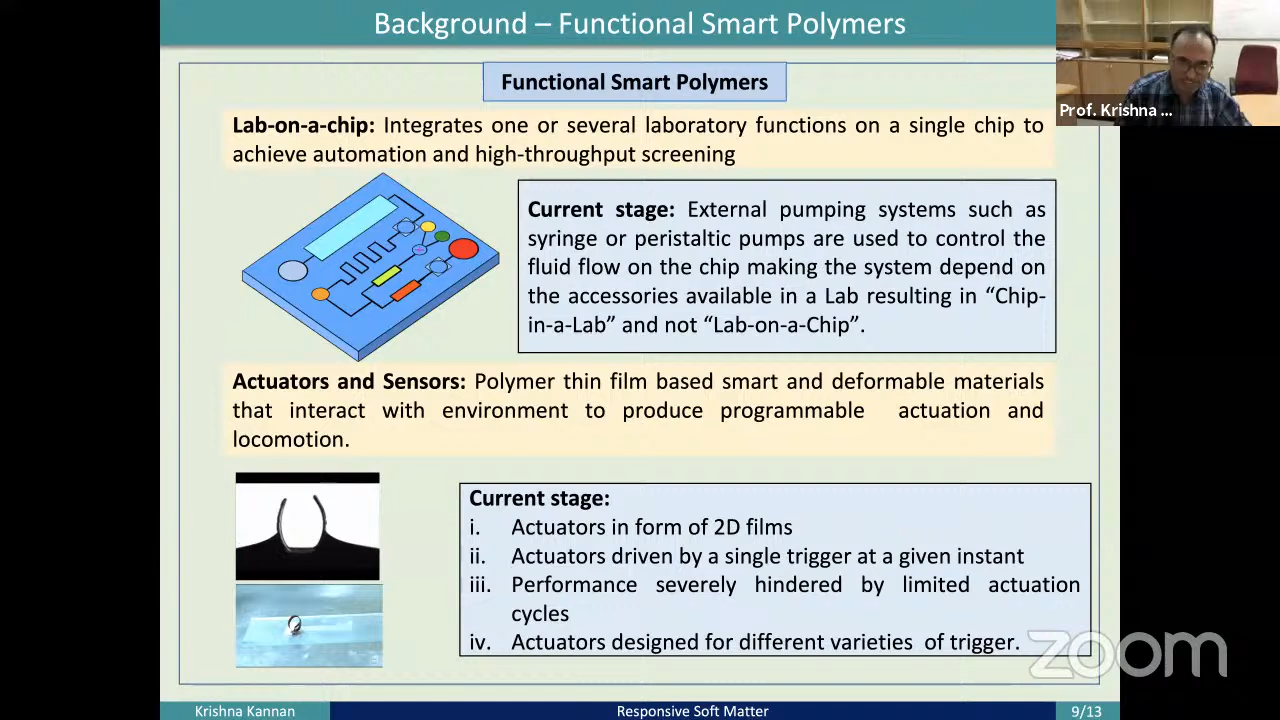 Background – Functional Smart Polymers
Prof. Krishna ...
Functional Smart Polymers
Lab-on-a-chip: Integrates one or several laboratory functions on a single chip to
achieve automation and high-throughput screening
Current stage: External pumping systems such as
syringe or peristaltic pumps are used to control the
fluid flow on the chip making the system depend on
the accessories available in a Lab resulting in “Chip-
in-a-Lab” and not “Lab-on-a-Chip”.
Actuators and Sensors: Polymer thin film based smart and deformable materials
that interact with environment to produce programmable actuation and
locomotion.
Current stage:
i. Actuators in form of 2D films
ii. Actuators driven by a single trigger at a given instant
iii. Performance severely hindered by limited actuation
cycles
iv. Actuators designed for different varieties of trigger.
zoom
Krishna Kannan
Responsive Soft Matter
9/13